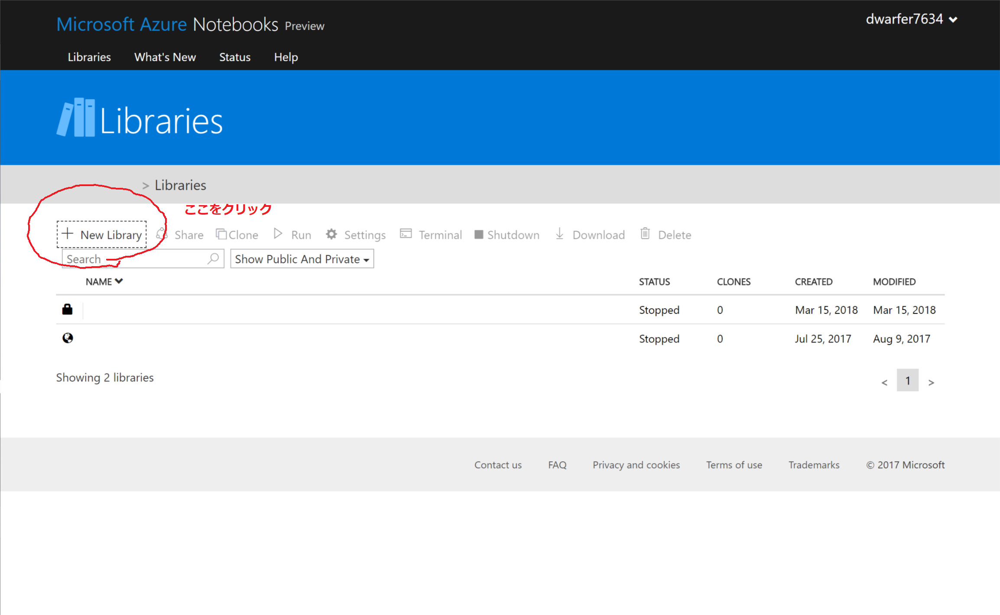 Microsoft Azure Notebooks Preview
dwarfer7634
Libraries What's New Status Help
Libraries
> Libraries
ここをクリック
New Library Share Clone Run Settings Terminal Shutdown Download Delete
Search Show Public And Private
NAME STATUS CLONES CREATED MODIFIED
Stopped 0 Mar 15, 2018 Mar 15, 2018
Stopped 0 Jul 25, 2017 Aug 9, 2017
Showing 2 libraries
< 1 >
Contact us FAQ Privacy and cookies Terms of use Trademarks © 2017 Microsoft